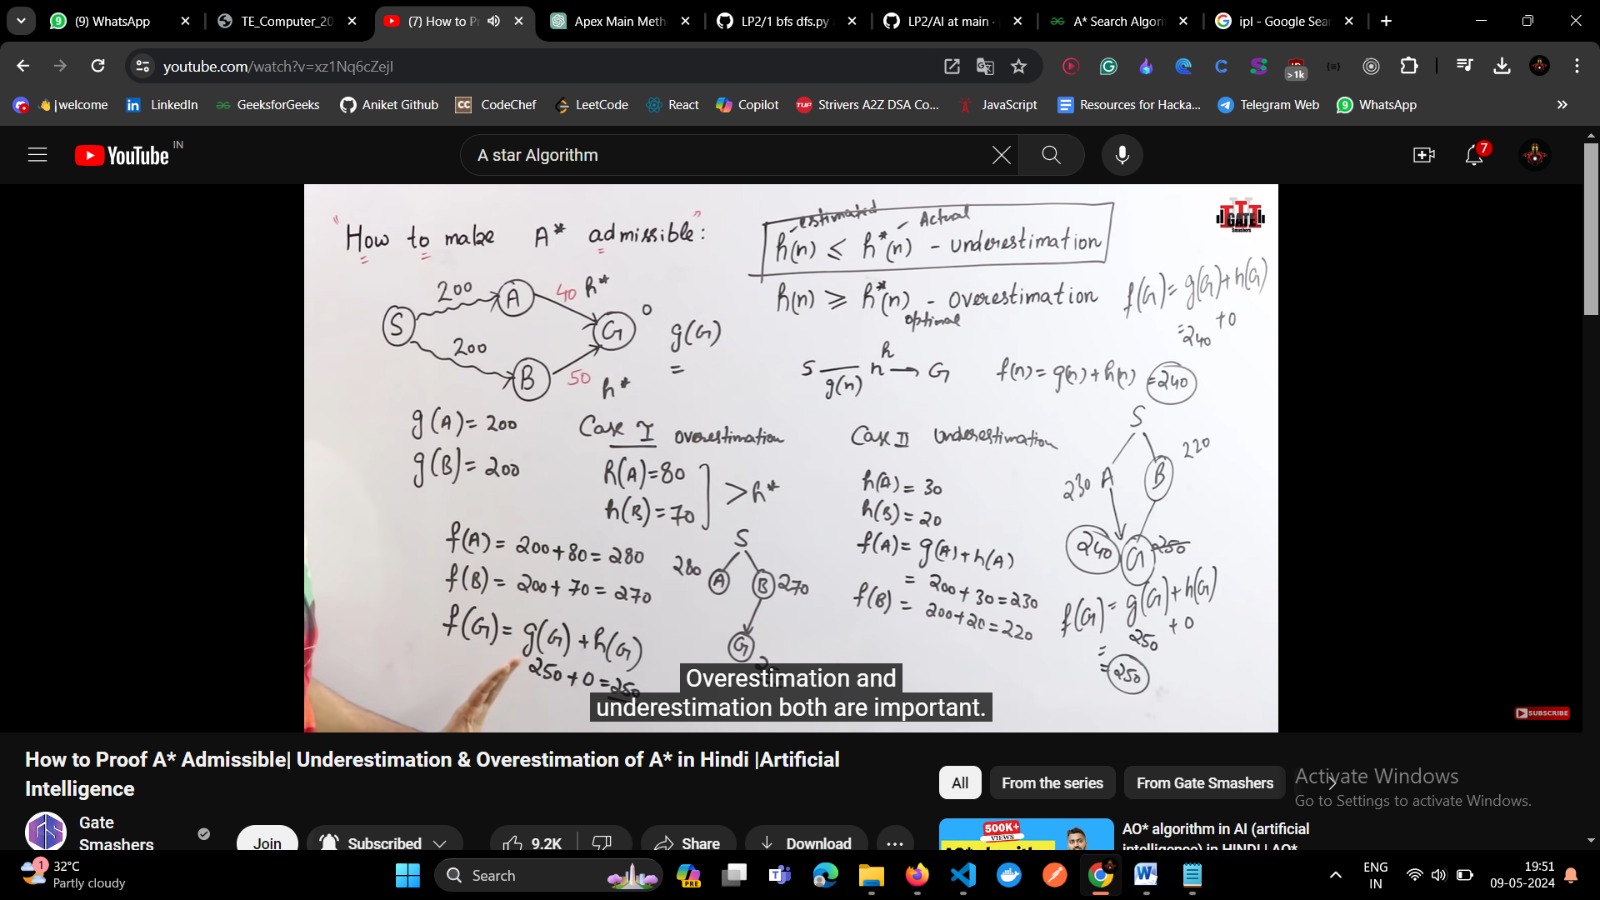 (9) WhatsApp
TE_Computer_20
(7) How to P
Apex Main Meth
LP2/1 bfs dfs.py
LP2/AI at main ·
A* Search Algori
ipl - Google Sea
youtube.com/watch?v=xz1Nq6cZejI
>1k
|welcome
LinkedIn
GeeksforGeeks
Aniket Github
CodeChef
LeetCode
React
Copilot
Strivers A2Z DSA Co...
JavaScript
Resources for Hacka...
Telegram Web
WhatsApp
YouTube IN
A star Algorithm
7
"How to make A* admissible:"
estimated
Actual
h(n) ≤ h*(n) - underestimation
h(n) ≥ h*(n) - Overestimation
optimal
GATE
Smashers
200
A
40 h*
S
G
0
g(G)
=
200
B
50 h*
f(G) = g(G) + h(G)
= 240 + 0
S g(n) n h G
f(n) = g(n) + h(n) = 240
g(A) = 200
g(B) = 200
Case I overestimation
h(A) = 80
h(B) = 70
> h*
f(A) = 200 + 80 = 280
f(B) = 200 + 70 = 270
f(G) = g(G) + h(G)
250 + 0 = 250
S
280 A
B 270
G
Case II Underestimation
h(A) = 30
h(B) = 20
f(A) = g(A) + h(A)
= 200 + 30 = 230
f(B) = 200 + 20 = 220
S
230 A
B 220
240 G 250
f(G) = g(G) + h(G)
= 250 + 0
= 250
Overestimation and
underestimation both are important.
SUBSCRIBE
How to Proof A* Admissible| Underestimation & Overestimation of A* in Hindi |Artificial
Intelligence
Gate
Smashers
Join
Subscribed
9.2K
Share
Download
All
From the series
From Gate Smashers
500K+
VIEWS
AO* algorithm in AI (artificial
intelligence) in HINDI | AO*
Activate Windows
Go to Settings to activate Windows.
1
32°C
Partly cloudy
Search
PRE
ENG
IN
19:51
09-05-2024